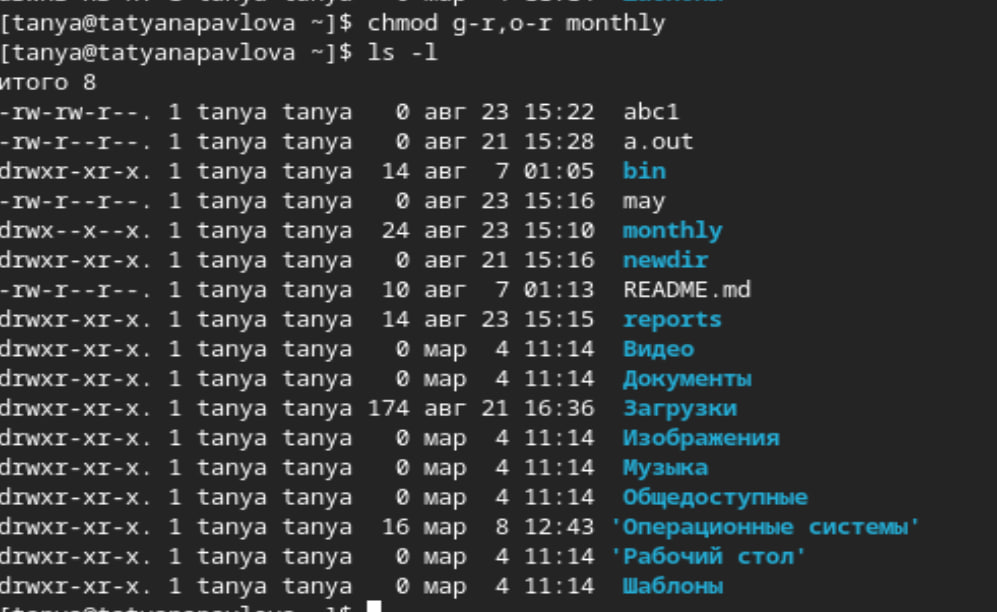 [tanya@tatyanapavlova ~]$ chmod g-r,o-r monthly
[tanya@tatyanapavlova ~]$ ls -l
итого 8
-rw-rw-r--. 1 tanya tanya   0 авг 23 15:22  abc1
-rw-r--r--. 1 tanya tanya   0 авг 21 15:28  a.out
drwxr-xr-x. 1 tanya tanya  14 авг  7 01:05  bin
-rw-r--r--. 1 tanya tanya   0 авг 23 15:16  may
drwx--x--x. 1 tanya tanya  24 авг 23 15:10  monthly
drwxr-xr-x. 1 tanya tanya   0 авг 21 15:16  newdir
-rw-r--r--. 1 tanya tanya  10 авг  7 01:13  README.md
drwxr-xr-x. 1 tanya tanya  14 авг 23 15:15  reports
drwxr-xr-x. 1 tanya tanya   0 мар  4 11:14  Видео
drwxr-xr-x. 1 tanya tanya   0 мар  4 11:14  Документы
drwxr-xr-x. 1 tanya tanya 174 авг 21 16:36  Загрузки
drwxr-xr-x. 1 tanya tanya   0 мар  4 11:14  Изображения
drwxr-xr-x. 1 tanya tanya   0 мар  4 11:14  Музыка
drwxr-xr-x. 1 tanya tanya   0 мар  4 11:14  Общедоступные
drwxr-xr-x. 1 tanya tanya  16 мар  8 12:43 'Операционные системы'
drwxr-xr-x. 1 tanya tanya   0 мар  4 11:14 'Рабочий стол'
drwxr-xr-x. 1 tanya tanya   0 мар  4 11:14  Шаблоны
[tanya@tatyanapavlova ~]$